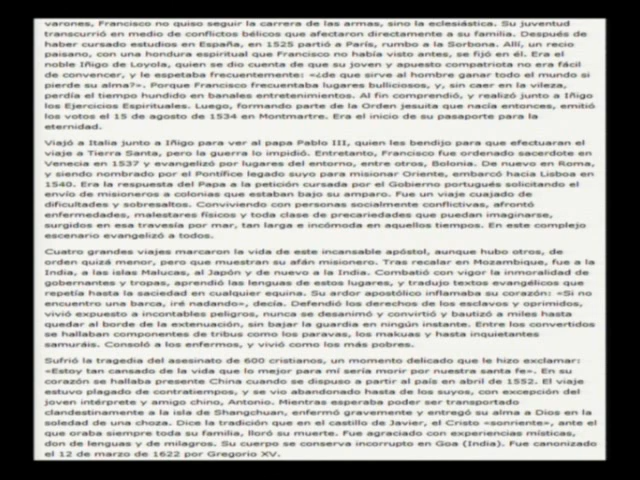 varones, Francisco no quiso seguir la carrera de las armas, sino la eclesiástica. Su juventud
transcurrió en medio de conflictos bélicos que afectaron directamente a su familia. Después de
haber cursado estudios en España, en 1525 partió a París, rumbo a la Sorbona. Allí, un recio
paisano, con una hondura espiritual que Francisco no había visto antes, se fijó en él. Era el
noble Iñigo de Loyola, quien se dio cuenta de que su joven y apuesto compatriota no era fácil
de convencer, y le espetaba frecuentemente: «¿de que sirve al hombre ganar todo el mundo si
pierde su alma?». Porque Francisco frecuentaba lugares bulliciosos, y, sin caer en la vileza,
perdía el tiempo hundido en banales entretenimientos. Al fin comprendió, y realizó junto a Iñigo
los Ejercicios Espirituales. Luego, formando parte de la Orden jesuita que nacía entonces, emitió
los votos el 15 de agosto de 1534 en Montmartre. Era el inicio de su pasaporte para la
eternidad.
Viajó a Italia junto a Iñigo para ver al papa Pablo III, quien les bendijo para que efectuaran el
viaje a Tierra Santa, pero la guerra lo impidió. Entretanto, Francisco fue ordenado sacerdote en
Venecia en 1537 y evangelizó por lugares del entorno, entre otros, Bolonia. De nuevo en Roma,
y siendo nombrado por el Pontífice legado suyo para misionar Oriente, embarcó hacia Lisboa en
1540. Era la respuesta del Papa a la petición cursada por el Gobierno portugués solicitando el
envío de misioneros a colonias que estaban bajo su amparo. Fue un viaje cuajado de
dificultades y sobresaltos. Conviviendo con personas socialmente conflictivas, afrontó
enfermedades, malestares físicos y toda clase de precariedades que puedan imaginarse,
surgidos en esa travesía por mar, tan larga e incómoda en aquellos tiempos. En este complejo
escenario evangelizó a todos.
Cuatro grandes viajes marcaron la vida de este incansable apóstol, aunque hubo otros, de
orden quizá menor, pero que muestran su afán misionero. Tras recalar en Mozambique, fue a la
India, a las islas Malucas, al Japón y de nuevo a la India. Combatió con vigor la inmoralidad de
gobernantes y tropas, aprendió las lenguas de estos lugares, y tradujo textos evangélicos que
repetía hasta la saciedad en cualquier equina. Su ardor apostólico inflamaba su corazón: «Si no
encuentro una barca, iré nadando», decía. Defendió los derechos de los esclavos y oprimidos,
vivió expuesto a incontables peligros, nunca se desanimó y convirtió y bautizó a miles hasta
quedar al borde de la extenuación, sin bajar la guardia en ningún instante. Entre los convertidos
se hallaban componentes de tribus como los paravas, los makuas y hasta inquietantes
samuráis. Consoló a los enfermos, y vivió como los más pobres.
Sufrió la tragedia del asesinato de 600 cristianos, un momento delicado que le hizo exclamar:
«Estoy tan cansado de la vida que lo mejor para mí sería morir por nuestra santa fe». En su
corazón se hallaba presente China cuando se dispuso a partir al país en abril de 1552. El viaje
estuvo plagado de contratiempos, y se vio abandonado hasta de los suyos, con excepción del
joven intérprete y amigo chino, Antonio. Mientras esperaba poder ser transportado
clandestinamente a la isla de Shangchuan, enfermó gravemente y entregó su alma a Dios en la
soledad de una choza. Dice la tradición que en el castillo de Javier, el Cristo «sonriente», ante el
que oraba siempre toda su familia, lloró su muerte. Fue agraciado con experiencias místicas,
don de lenguas y de milagros. Su cuerpo se conserva incorrupto en Goa (India). Fue canonizado
el 12 de marzo de 1622 por Gregorio XV.